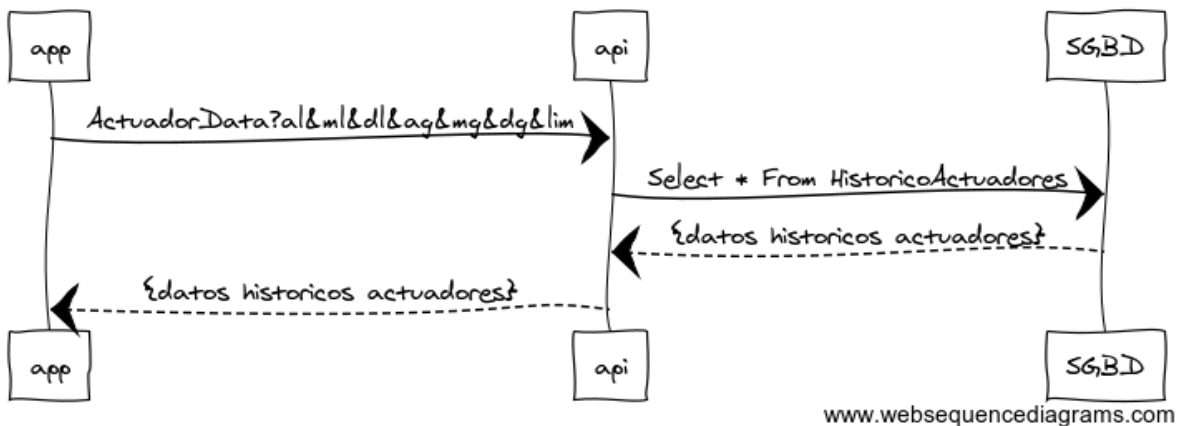 app api SGBD
ActuadorData?al&ml&dl&ag&mg&dg&lim
Select * From HistoricoActuadores
{datos historicos actuadores}
{datos historicos actuadores}
app api SGBD
www.websequencediagrams.com